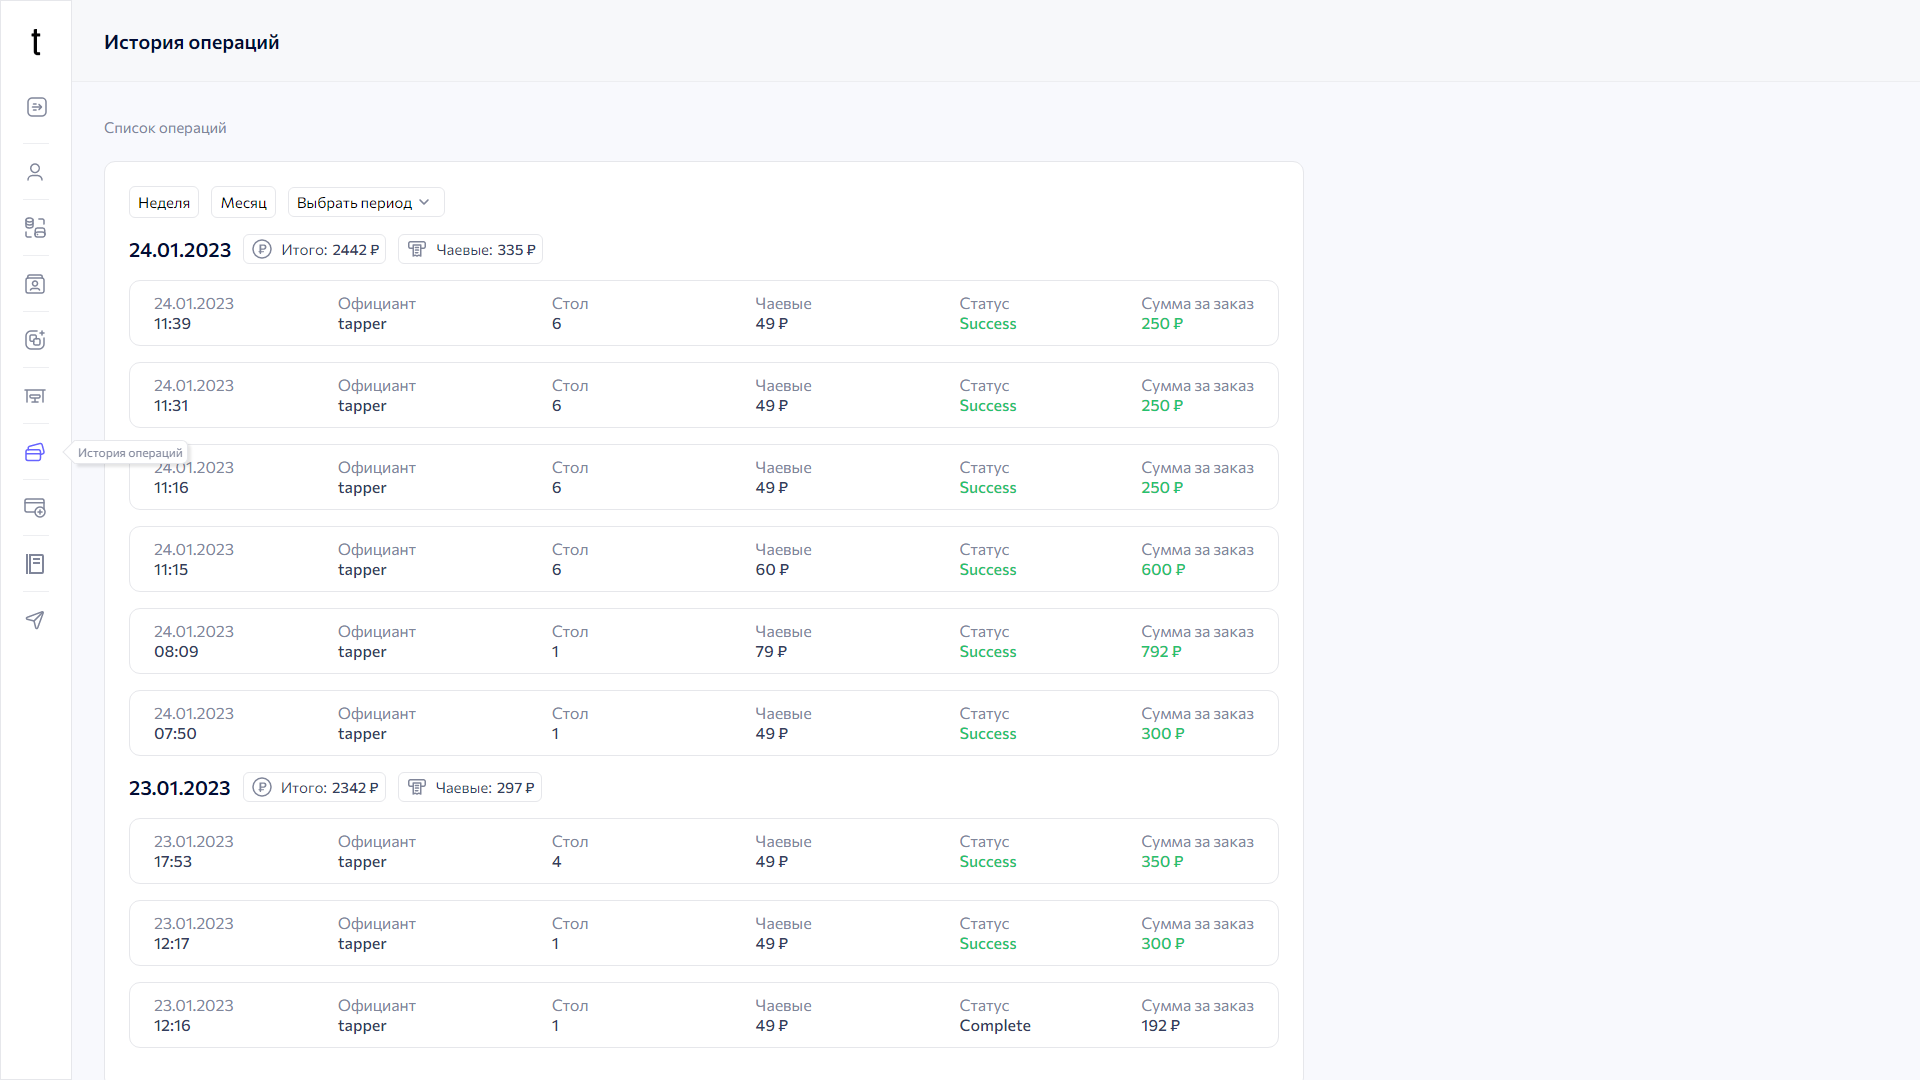 t
История операций
Список операций
Неделя Месяц Выбрать период
24.01.2023 Итого: 2442 ₽ Чаевые: 335 ₽
24.01.2023 Официант Стол Чаевые Статус Сумма за заказ
11:39 tapper 6 49 ₽ Success 250 ₽
24.01.2023 Официант Стол Чаевые Статус Сумма за заказ
11:31 tapper 6 49 ₽ Success 250 ₽
История операций
24.01.2023 Официант Стол Чаевые Статус Сумма за заказ
11:16 tapper 6 49 ₽ Success 250 ₽
24.01.2023 Официант Стол Чаевые Статус Сумма за заказ
11:15 tapper 6 60 ₽ Success 600 ₽
24.01.2023 Официант Стол Чаевые Статус Сумма за заказ
08:09 tapper 1 79 ₽ Success 792 ₽
24.01.2023 Официант Стол Чаевые Статус Сумма за заказ
07:50 tapper 1 49 ₽ Success 300 ₽
23.01.2023 Итого: 2342 ₽ Чаевые: 297 ₽
23.01.2023 Официант Стол Чаевые Статус Сумма за заказ
17:53 tapper 4 49 ₽ Success 350 ₽
23.01.2023 Официант Стол Чаевые Статус Сумма за заказ
12:17 tapper 1 49 ₽ Success 300 ₽
23.01.2023 Официант Стол Чаевые Статус Сумма за заказ
12:16 tapper 1 49 ₽ Complete 192 ₽